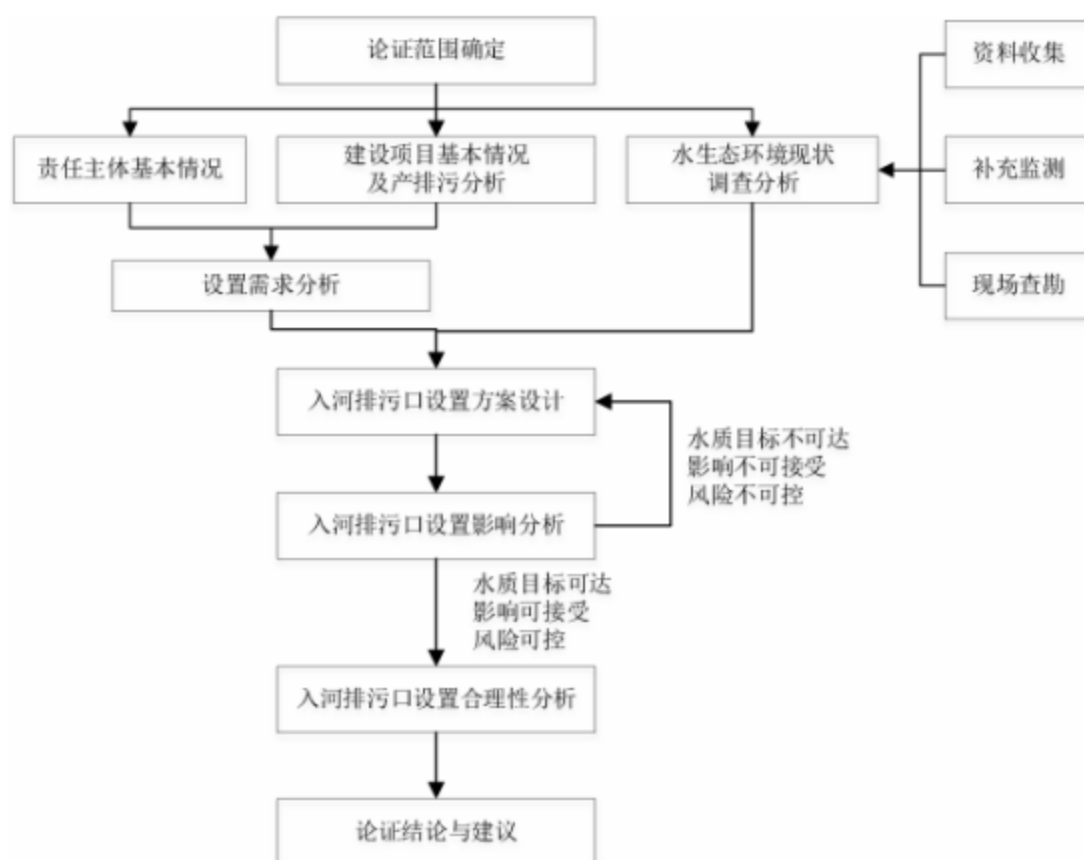 论证范围确定
资料收集
责任主体基本情况
建设项目基本情况
及产排污分析
水生态环境现状
调查分析
补充监测
设置需求分析
现场查勘
入河排污口设置方案设计
水质目标不可达
影响不可接受
风险不可控
入河排污口设置影响分析
水质目标可达
影响可接受
风险可控
入河排污口设置合理性分析
论证结论与建议